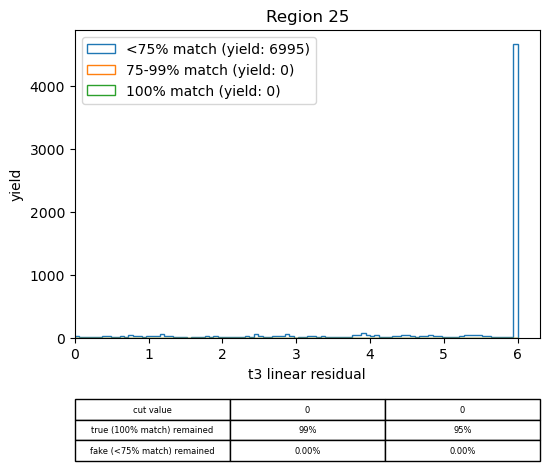 Region 25
<75% match (yield: 6995)
75-99% match (yield: 0)
100% match (yield: 0)
yield
4000
3000
2000
1000
0
0 1 2 3 4 5 6
t3 linear residual
cut value 0 0
true (100% match) remained 99% 95%
fake (<75% match) remained 0.00% 0.00%